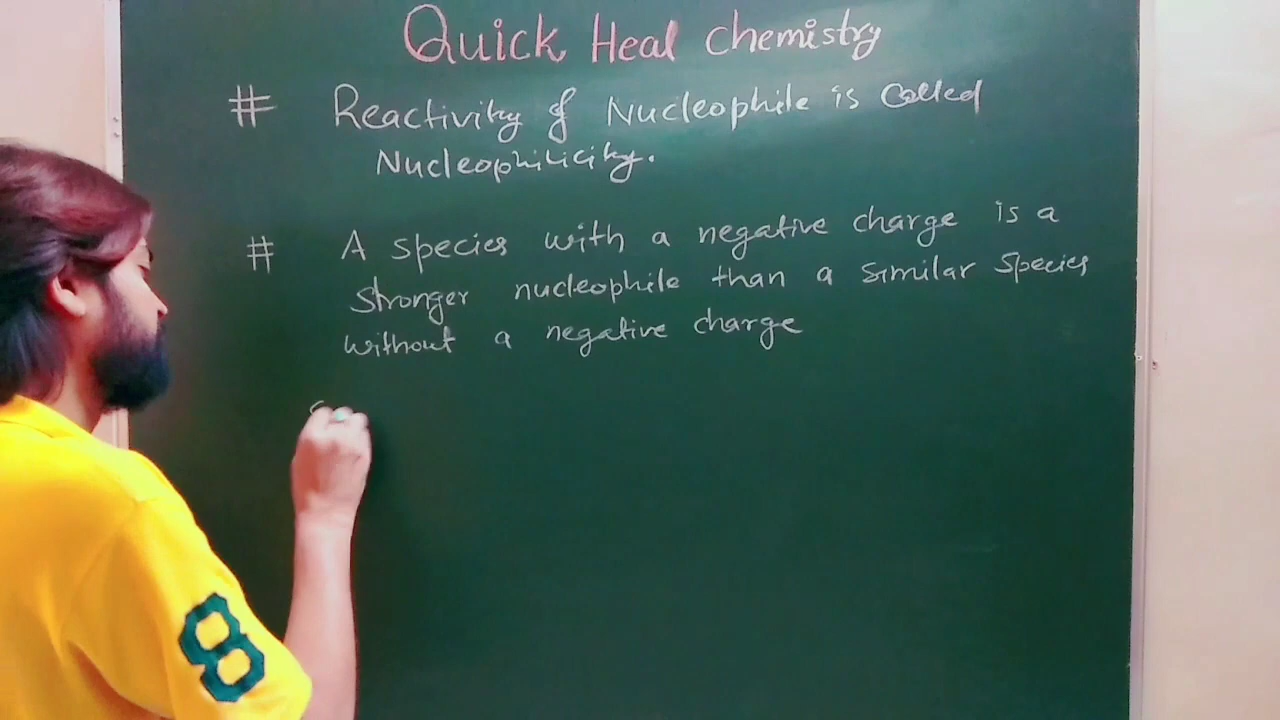 Quick Heal Chemistry
# Reactivity of Nucleophile is called
Nucleophilicity.
# A species with a negative charge is a
stronger nucleophile than a similar species
without a negative charge
8